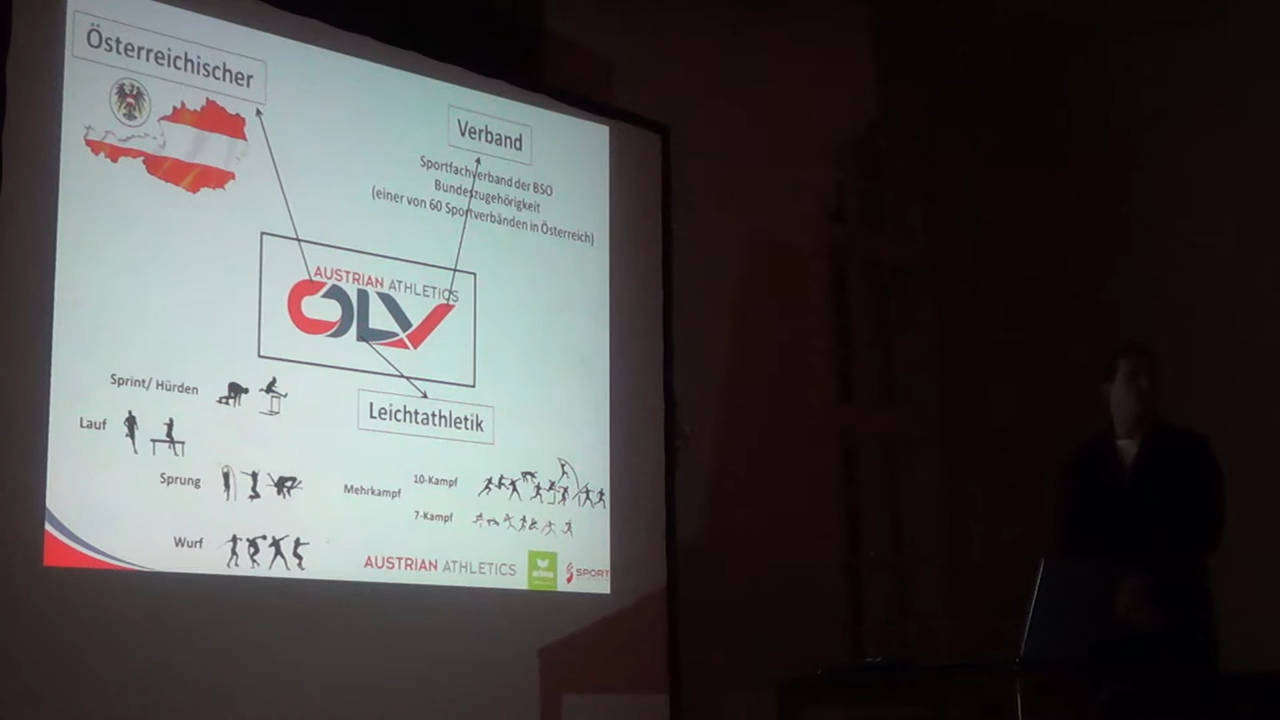 Österreichischer
Verband
Sportfachverband der BSO
Bundeszugehörigkeit
(einer von 60 Sportverbänden in Österreich)
AUSTRIAN ATHLETICS
ÖLV
Leichtathletik
Sprint/ Hürden
Lauf
Sprung
Wurf
Mehrkampf
10-Kampf
7-Kampf
AUSTRIAN ATHLETICS
erima
SPORT